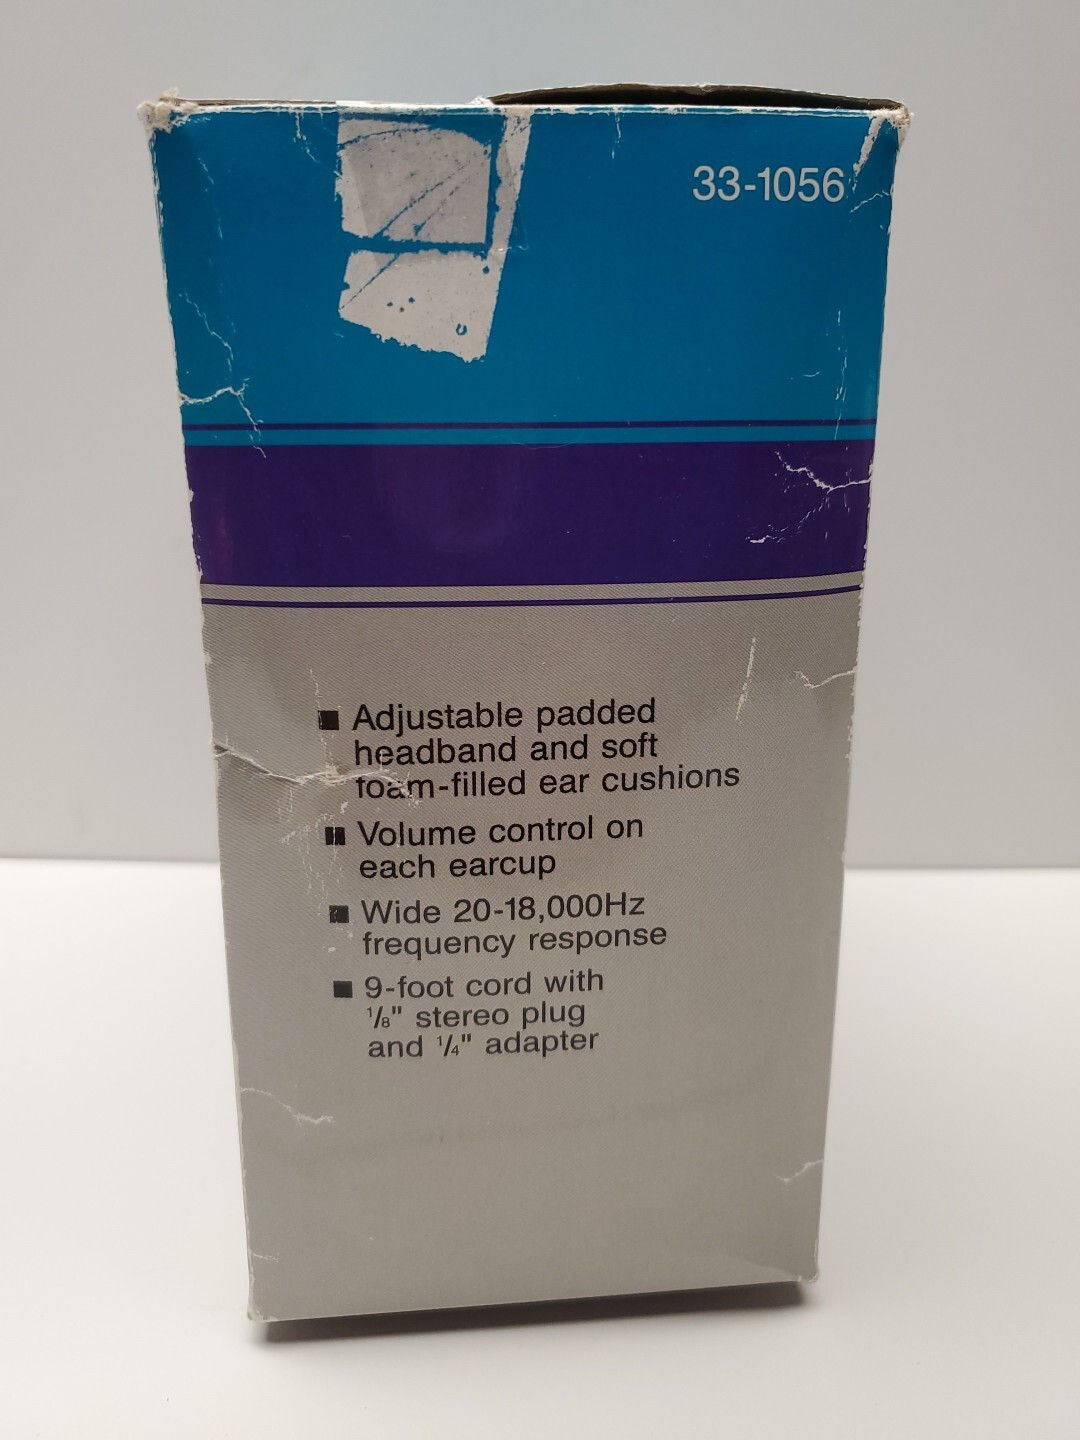 33-1056
■ Adjustable padded
headband and soft
foam-filled ear cushions
■ Volume control on
each earcup
■ Wide 20-18,000Hz
frequency response
■ 9-foot cord with
1/8" stereo plug
and 1/4" adapter